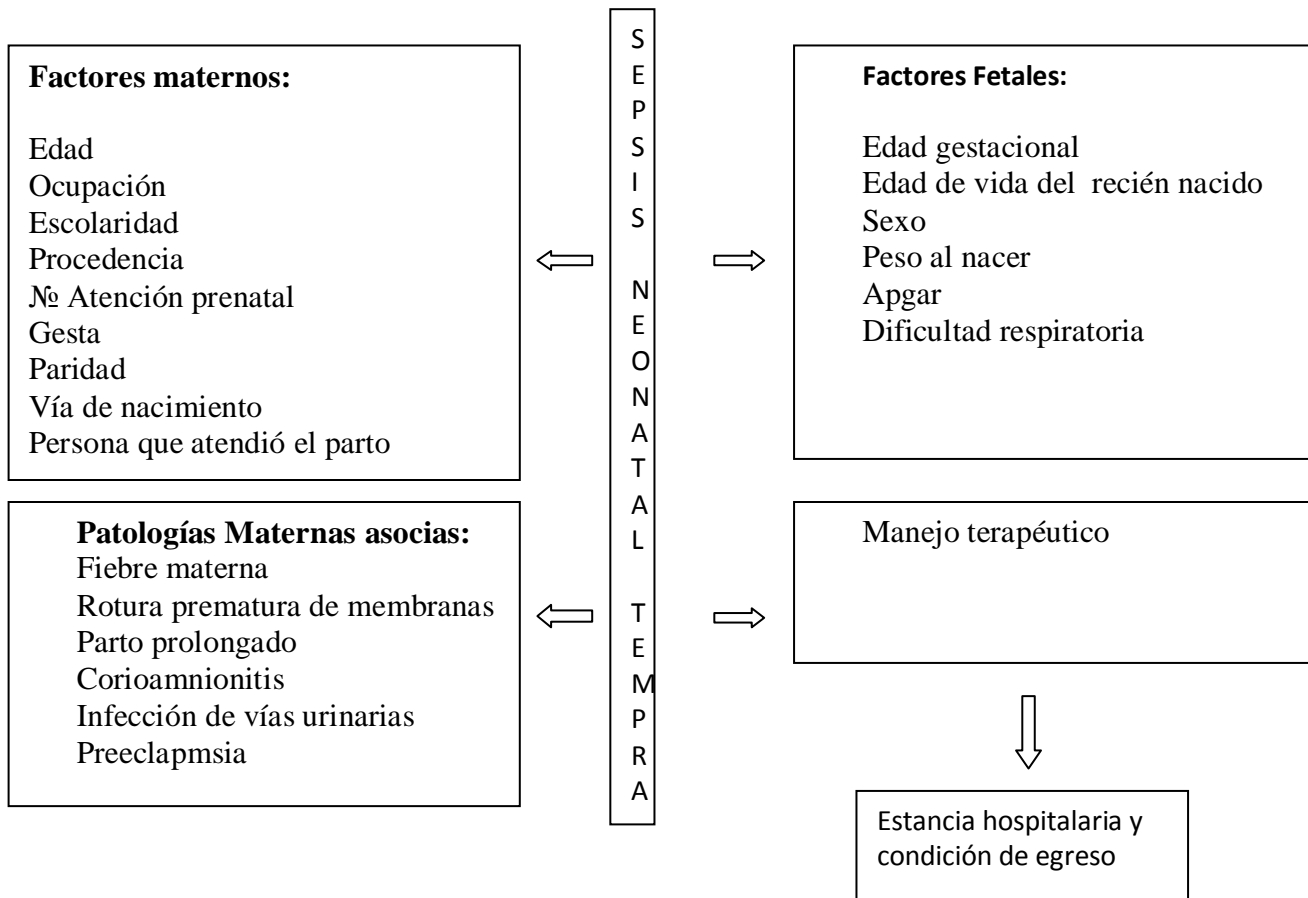 Factores maternos:
Edad
Ocupación
Escolaridad
Procedencia
№ Atención prenatal
Gesta
Paridad
Vía de nacimiento
Persona que atendió el parto
Patologías Maternas asocias:
Fiebre materna
Rotura prematura de membranas
Parto prolongado
Corioamnionitis
Infección de vías urinarias
Preeclapmsia
S
E
P
S
I
S
N
E
O
N
A
T
A
L
T
E
M
P
R
A
Factores Fetales:
Edad gestacional
Edad de vida del  recién nacido
Sexo
Peso al nacer
Apgar
Dificultad respiratoria
Manejo terapéutico
Estancia hospitalaria y
condición de egreso